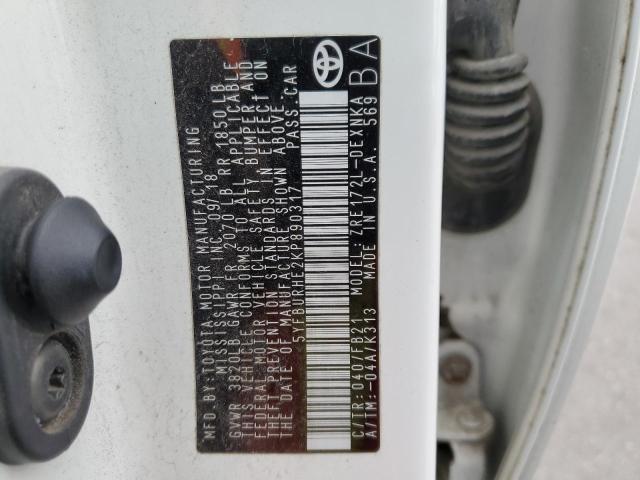 MFD.BY:TOYOTA MOTOR MANUFACTURING
MISSISSIPPI INC. 09/18
GVWR 3820LB GAWR FR 2070 LB RR 1850LB
THIS VEHICLE CONFORMS TO ALL APPLICABLE
FEDERAL MOTOR VEHICLE SAFETY, BUMPER AND
THEFT PREVENTION STANDARDS IN EFFECT ON
THE DATE OF MANUFACTURE SHOWN ABOVE.
5YFBURHE2KP890317 PASS.CAR
C/TR:040/FB21 MODEL:ZRE172L-DEXNKA
A/TM:-04A/K313 MADE IN U.S.A. 569
BA